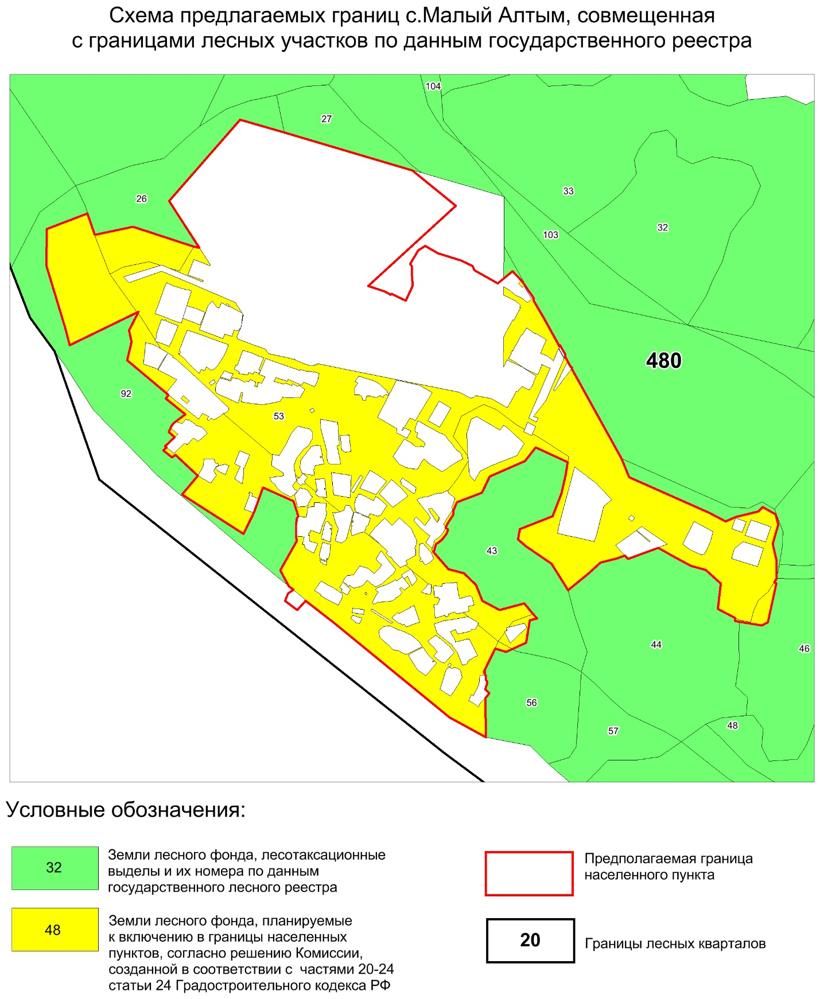 Схема предлагаемых границ с.Малый Алтым, совмещенная
с границами лесных участков по данным государственного реестра
104
27
33
26
32
103
480
92
53
43
44
46
56
48
57
Условные обозначения:
32
Земли лесного фонда, лесотаксационные
выделы и их номера по данным
государственного лесного реестра
48
Земли лесного фонда, планируемые
к включению в границы населенных
пунктов, согласно решению Комиссии,
созданной в соответствии с частями 20-24
статьи 24 Градостроительного кодекса РФ
Предполагаемая граница
населенного пункта
20
Границы лесных кварталов